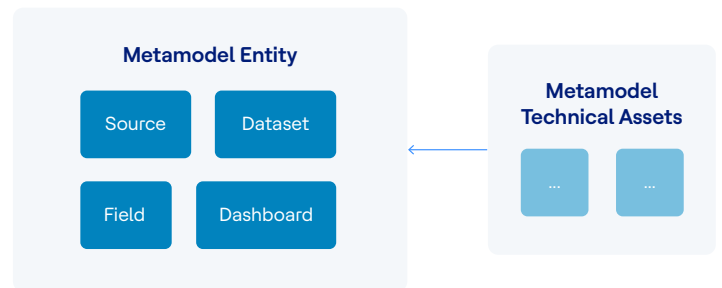 Metamodel Entity
Source
Dataset
Field
Dashboard
Metamodel
Technical Assets
...
...